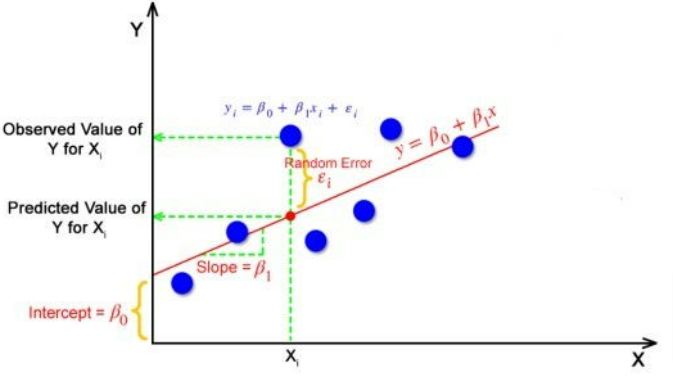 Y
yᵢ = β₀ + β₁xᵢ + εᵢ
Observed Value of
Y for Xᵢ
y = β₀ + β₁x
Random Error
εᵢ
Predicted Value of
Y for Xᵢ
Slope = β₁
Intercept = β₀
Xᵢ
X